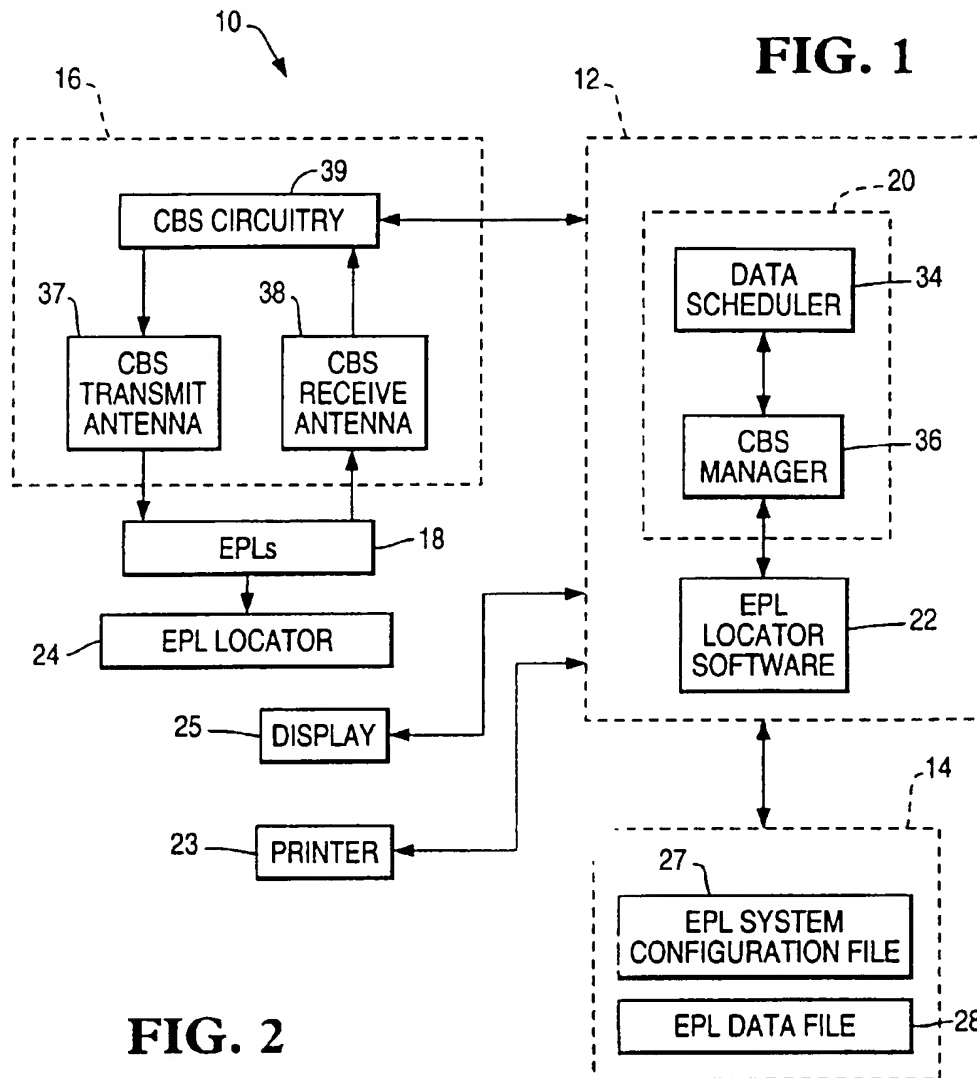 10
FIG. 1
16
12
39
20
CBS CIRCUITRY
37
38
DATA
SCHEDULER
34
CBS
TRANSMIT
ANTENNA
CBS
RECEIVE
ANTENNA
CBS
MANAGER
36
EPLs
18
EPL LOCATOR
24
EPL
LOCATOR
SOFTWARE
22
25
DISPLAY
14
23
PRINTER
27
EPL SYSTEM
CONFIGURATION FILE
FIG. 2
EPL DATA FILE
28